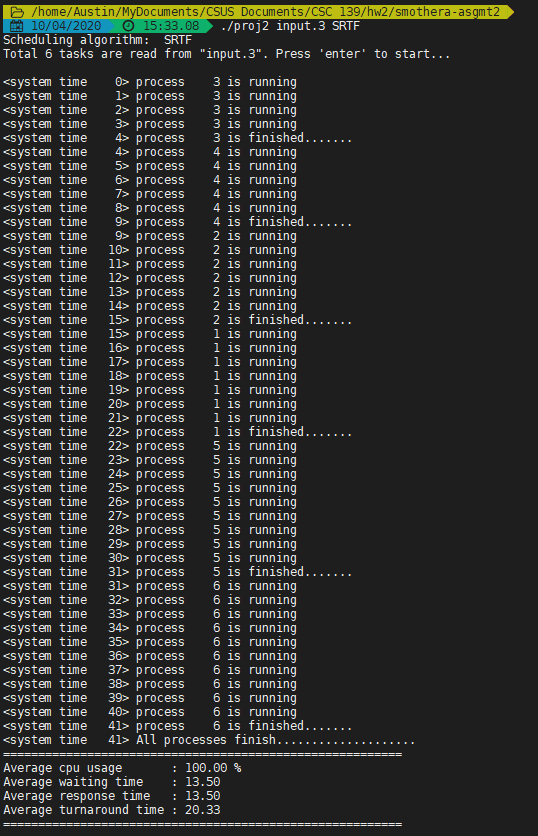 /home/Austin/MyDocuments/CSUS Documents/CSC 139/hw2/smothera-asgmt2
10/04/2020 15:33.08 ./proj2 input.3 SRTF
Scheduling algorithm:  SRTF
Total 6 tasks are read from "input.3". Press 'enter' to start...
<system time    0> process    3 is running
<system time    1> process    3 is running
<system time    2> process    3 is running
<system time    3> process    3 is running
<system time    4> process    3 is finished.......
<system time    4> process    4 is running
<system time    5> process    4 is running
<system time    6> process    4 is running
<system time    7> process    4 is running
<system time    8> process    4 is running
<system time    9> process    4 is finished.......
<system time    9> process    2 is running
<system time   10> process    2 is running
<system time   11> process    2 is running
<system time   12> process    2 is running
<system time   13> process    2 is running
<system time   14> process    2 is running
<system time   15> process    2 is finished.......
<system time   15> process    1 is running
<system time   16> process    1 is running
<system time   17> process    1 is running
<system time   18> process    1 is running
<system time   19> process    1 is running
<system time   20> process    1 is running
<system time   21> process    1 is running
<system time   22> process    1 is finished.......
<system time   22> process    5 is running
<system time   23> process    5 is running
<system time   24> process    5 is running
<system time   25> process    5 is running
<system time   26> process    5 is running
<system time   27> process    5 is running
<system time   28> process    5 is running
<system time   29> process    5 is running
<system time   30> process    5 is running
<system time   31> process    5 is finished.......
<system time   31> process    6 is running
<system time   32> process    6 is running
<system time   33> process    6 is running
<system time   34> process    6 is running
<system time   35> process    6 is running
<system time   36> process    6 is running
<system time   37> process    6 is running
<system time   38> process    6 is running
<system time   39> process    6 is running
<system time   40> process    6 is running
<system time   41> process    6 is finished.......
<system time   41> All processes finish....................
=========================================================
Average cpu usage       : 100.00 %
Average waiting time    : 13.50
Average response time   : 13.50
Average turnaround time : 20.33
=========================================================